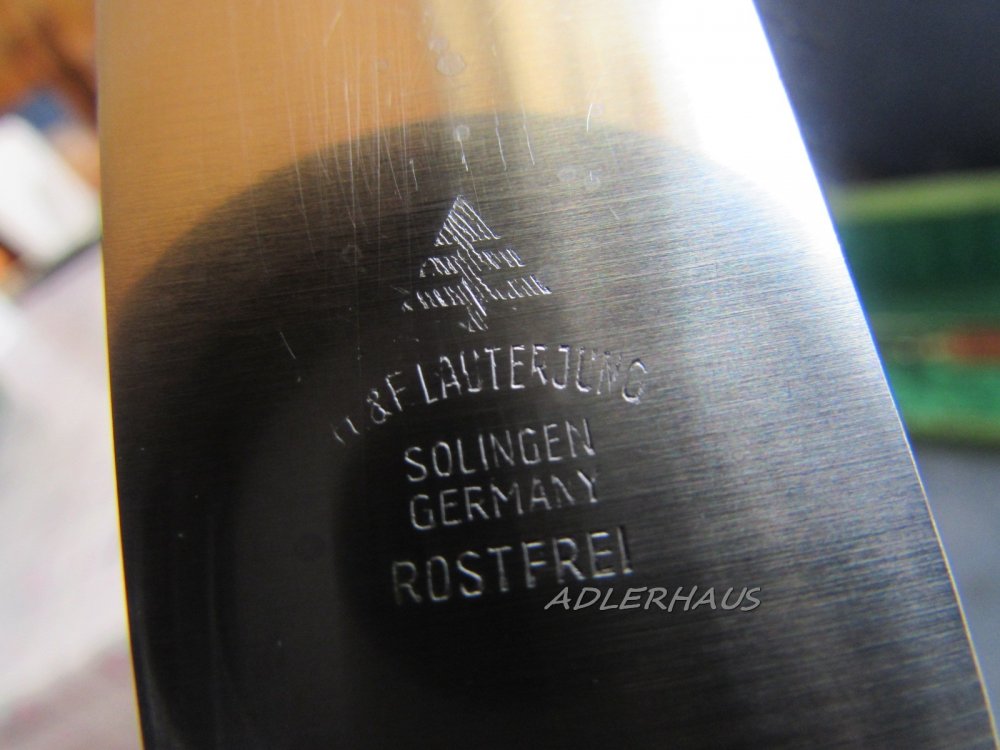 & F. LAUTERJUNG
SOLINGEN
GERMANY
ROSTFREI
ADLERHAUS